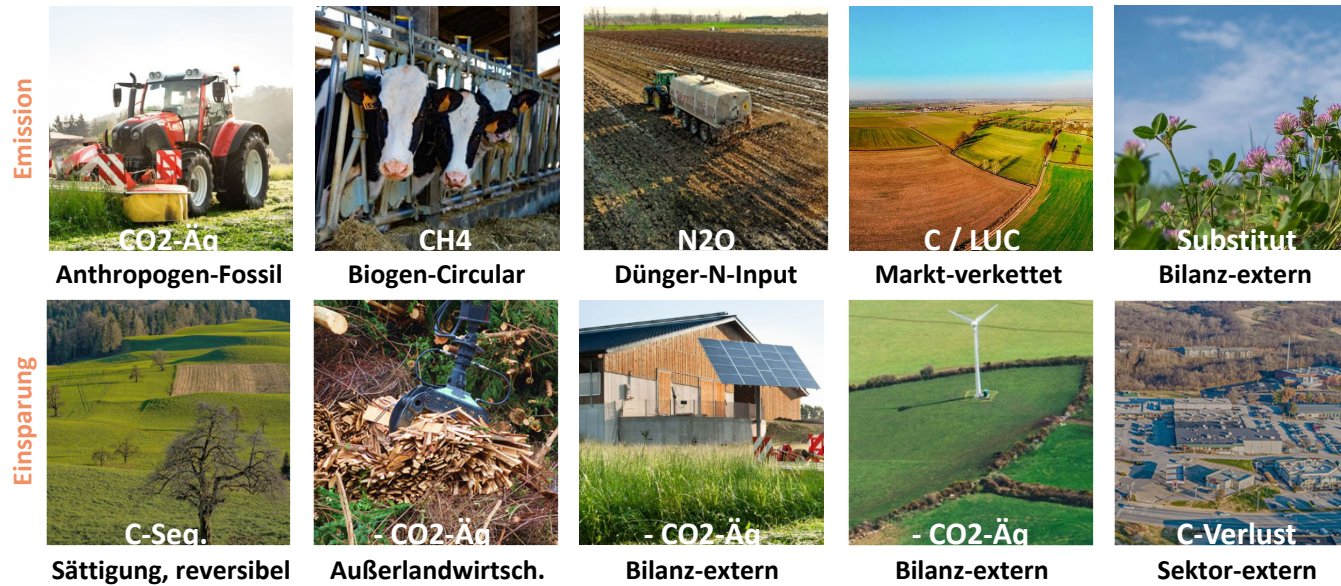 Emission
CO2-Äq
CH4
N2O
C / LUC
Substitut
Anthropogen-Fossil
Biogen-Circular
Dünger-N-Input
Markt-verkettet
Bilanz-extern
Einsparung
C-Seq.
- CO2-Äq
- CO2-Äq
- CO2-Äq
C-Verlust
Sättigung, reversibel
Außerlandwirtsch.
Bilanz-extern
Bilanz-extern
Sektor-extern